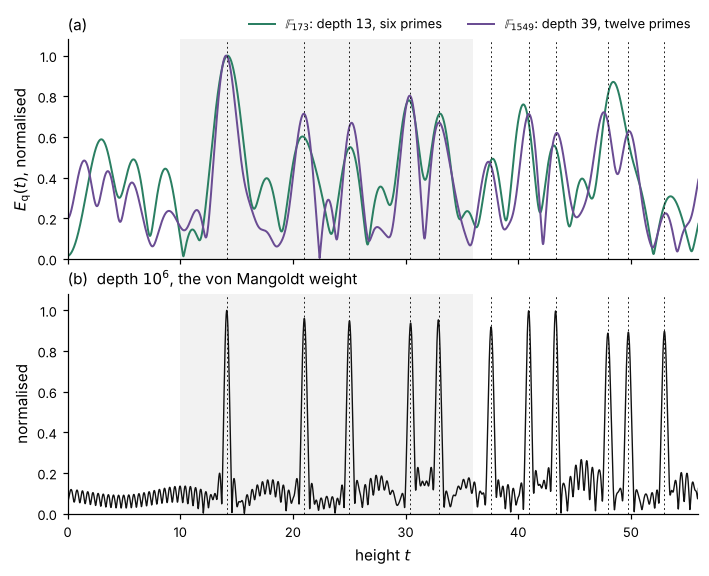 (a)
𝔽₁₇₃: depth 13, six primes
𝔽₁₅₄₉: depth 39, twelve primes
E_q(t), normalised
1.0
0.8
0.6
0.4
0.2
0.0
(b) depth 10⁶, the von Mangoldt weight
normalised
1.0
0.8
0.6
0.4
0.2
0.0
0 10 20 30 40 50
height t